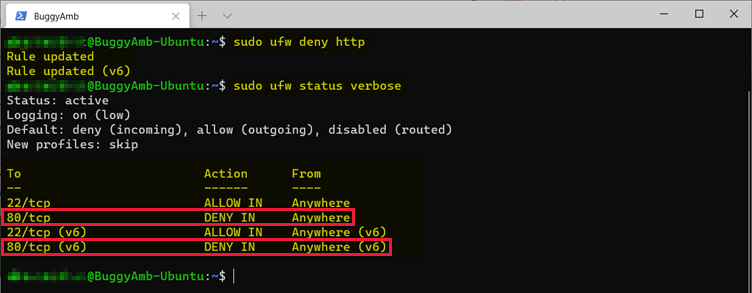 BuggyAmb
@BuggyAmb-Ubuntu:~$ sudo ufw deny http
Rule updated
Rule updated (v6)
@BuggyAmb-Ubuntu:~$ sudo ufw status verbose
Status: active
Logging: on (low)
Default: deny (incoming), allow (outgoing), disabled (routed)
New profiles: skip
To Action From
-- ------ ----
22/tcp ALLOW IN Anywhere
80/tcp DENY IN Anywhere
22/tcp (v6) ALLOW IN Anywhere (v6)
80/tcp (v6) DENY IN Anywhere (v6)
@BuggyAmb-Ubuntu:~$